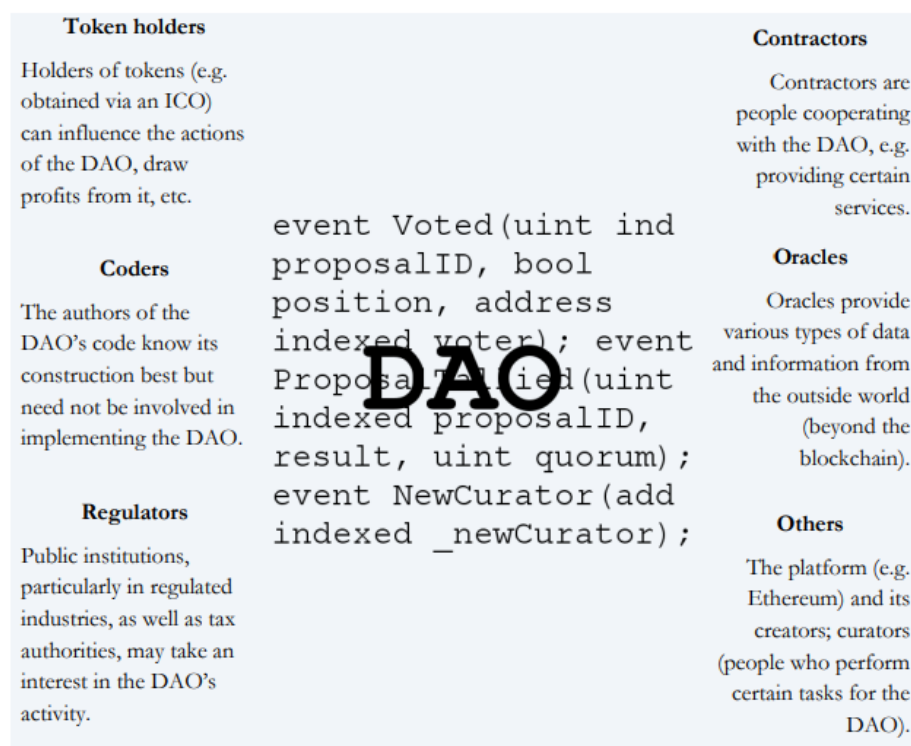 Token holders
Holders of tokens (e.g.
obtained via an ICO)
can influence the actions
of the DAO, draw
profits from it, etc.
Coders
The authors of the
DAO's code know its
construction best but
need not be involved in
implementing the DAO.
Regulators
Public institutions,
particularly in regulated
industries, as well as tax
authorities, may take an
interest in the DAO's
activity.
event Voted(uint ind
proposalID, bool
position, address
indexed voter); event
ProposalTallied(uint
indexed proposalID,
result, uint quorum);
event NewCurator(add
indexed _newCurator);
DAO
Contractors
Contractors are
people cooperating
with the DAO, e.g.
providing certain
services.
Oracles
Oracles provide
various types of data
and information from
the outside world
(beyond the
blockchain).
Others
The platform (e.g.
Ethereum) and its
creators; curators
(people who perform
certain tasks for the
DAO).